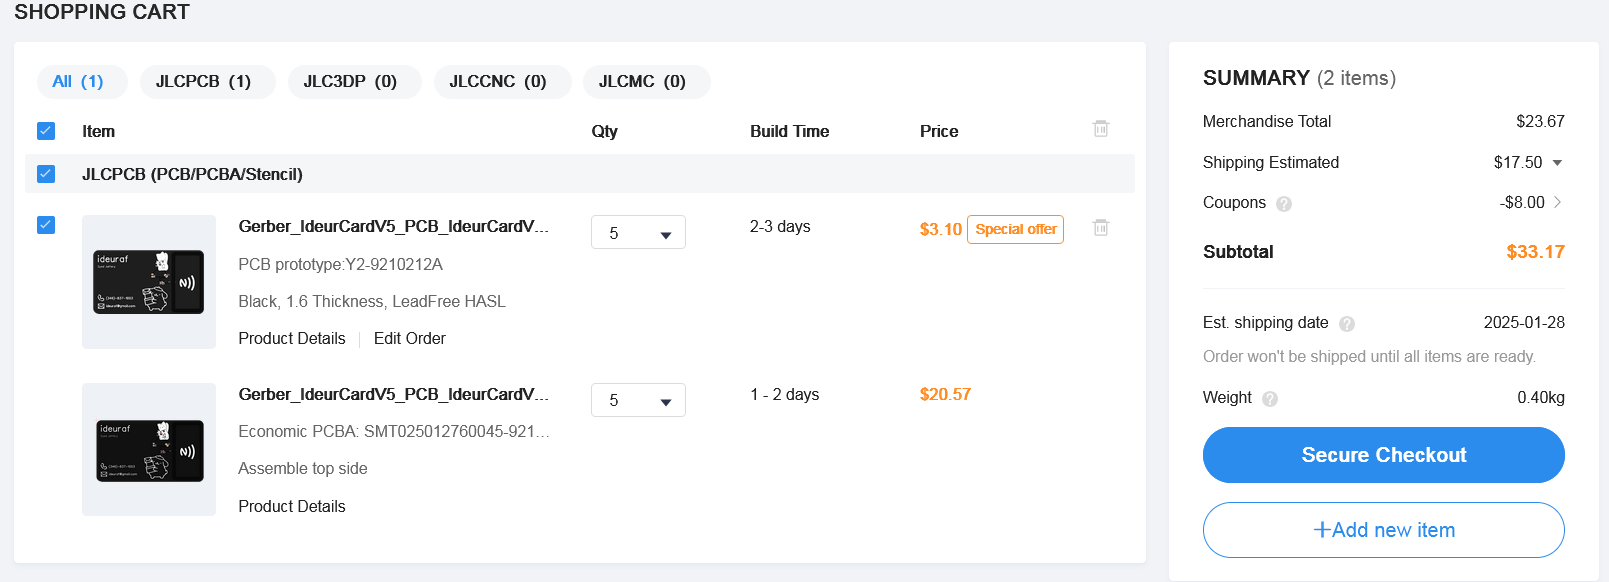 SHOPPING CART
All (1) JLCPCB (1) JLC3DP (0) JLCCNC (0) JLCMC (0)
Item Qty Build Time Price
JLCPCB (PCB/PCBA/Stencil)
ideuraf
Gerber_IdeurCardV5_PCB_IdeurCardV... 5 2-3 days $3.10 Special offer
PCB prototype:Y2-9210212A
Black, 1.6 Thickness, LeadFree HASL
Product Details Edit Order
ideuraf
Gerber_IdeurCardV5_PCB_IdeurCardV... 5 1 - 2 days $20.57
Economic PCBA: SMT025012760045-921...
Assemble top side
Product Details
SUMMARY (2 items)
Merchandise Total $23.67
Shipping Estimated $17.50
Coupons ? -$8.00
Subtotal $33.17
Est. shipping date ? 2025-01-28
Order won't be shipped until all items are ready.
Weight ? 0.40kg
Secure Checkout
+Add new item